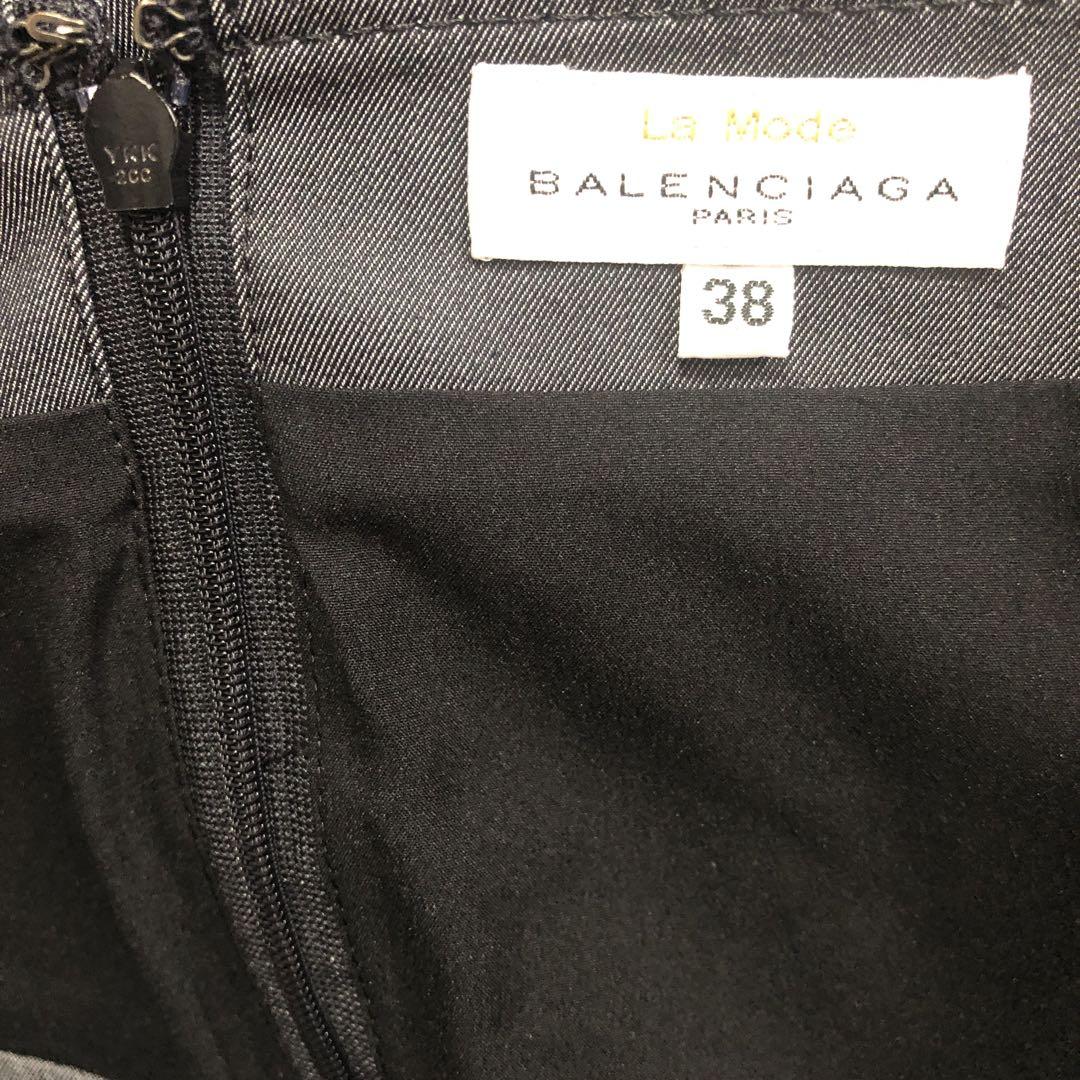 YKK
La Mode
BALENCIAGA
PARIS
38